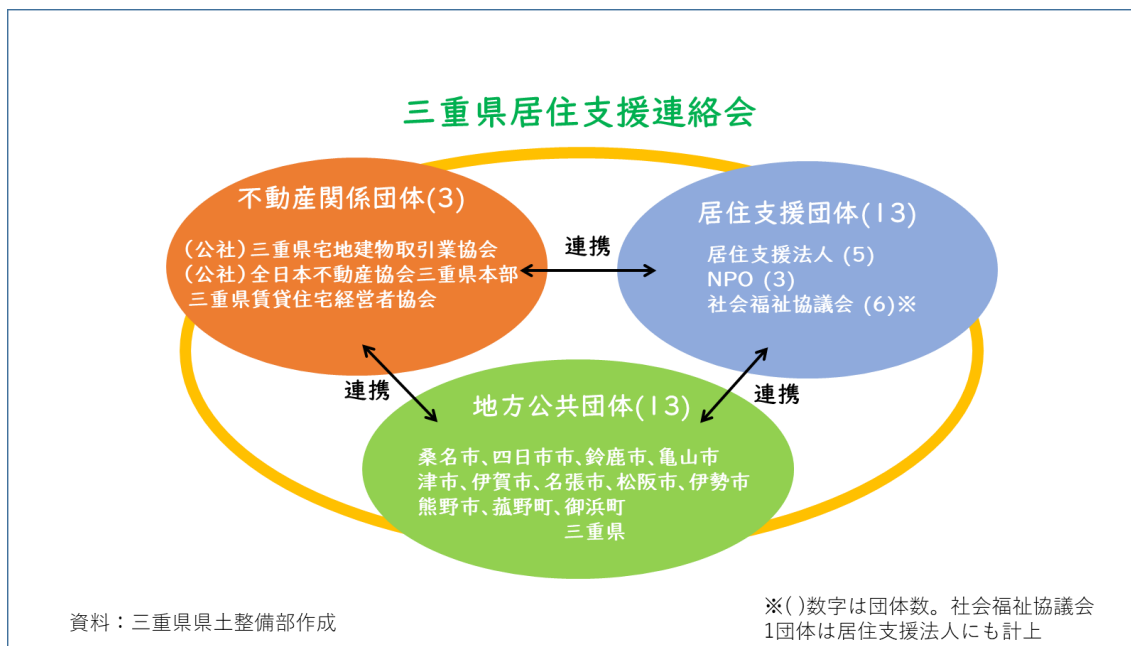 三重県居住支援連絡会
不動産関係団体(3)
(公社)三重県宅地建物取引業協会
(公社)全日本不動産協会三重県本部
三重県賃貸住宅経営者協会
連携
居住支援団体(13)
居住支援法人 (5)
NPO (3)
社会福祉協議会 (6)※
連携
連携
地方公共団体(13)
桑名市、四日市市、鈴鹿市、亀山市
津市、伊賀市、名張市、松阪市、伊勢市
熊野市、菰野町、御浜町
三重県
資料：三重県県土整備部作成
※( )数字は団体数。社会福祉協議会
1団体は居住支援法人にも計上